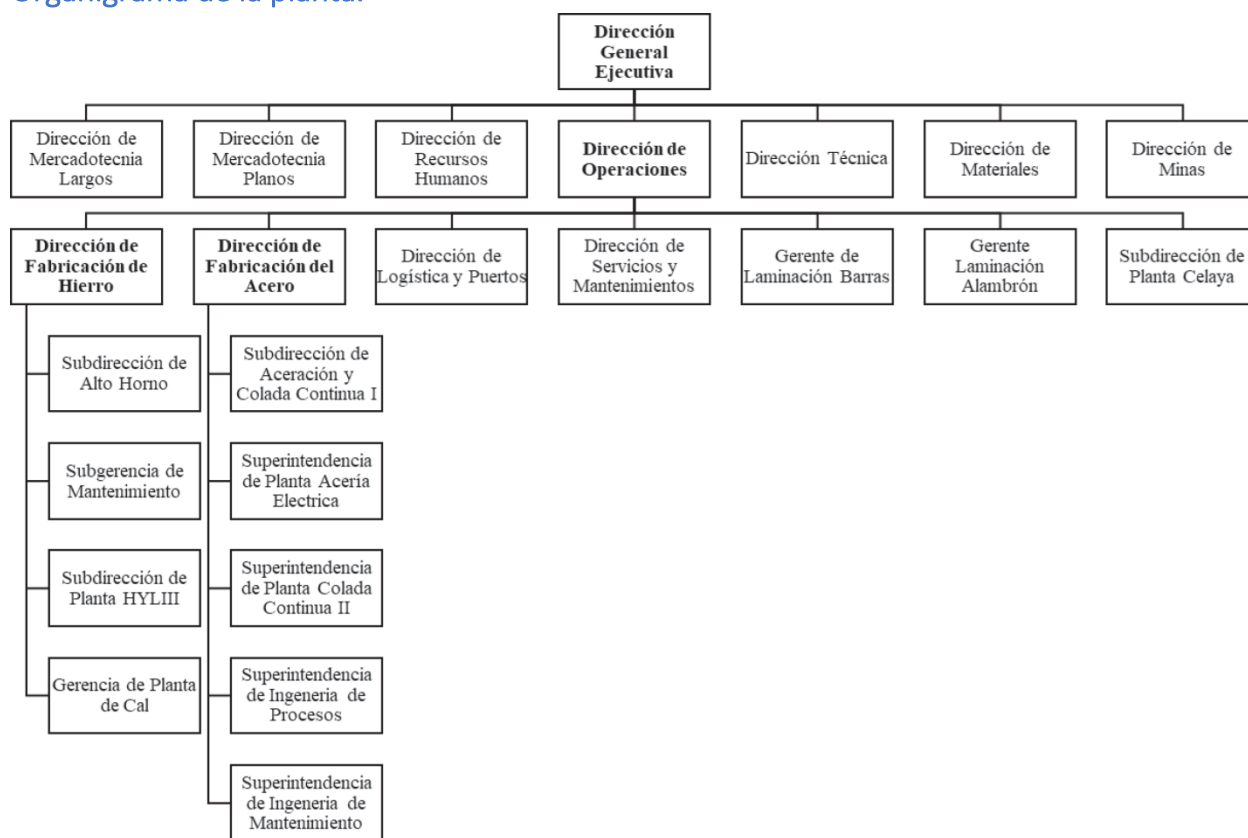 Organigrama de la planta.
Dirección
General
Ejecutiva
Dirección de
Mercadotecnia
Largos
Dirección de
Mercadotecnia
Planos
Dirección de
Recursos
Humanos
Dirección de
Operaciones
Dirección Técnica
Dirección de
Materiales
Dirección de
Minas
Dirección de
Fabricación de
Hierro
Dirección de
Fabricación del
Acero
Dirección de
Logística y Puertos
Dirección de
Servicios y
Mantenimientos
Gerente de
Laminación Barras
Gerente
Laminación
Alambrón
Subdirección de
Planta Celaya
Subdirección de
Alto Horno
Subgerencia de
Mantenimiento
Subdirección de
Planta HYLIII
Gerencia de Planta
de Cal
Subdirección de
Aceración y
Colada Continua I
Superintendencia
de Planta Acería
Electrica
Superintendencia
de Planta Colada
Continua II
Superintendencia
de Ingeneria de
Procesos
Superintendencia
de Ingeneria de
Mantenimiento